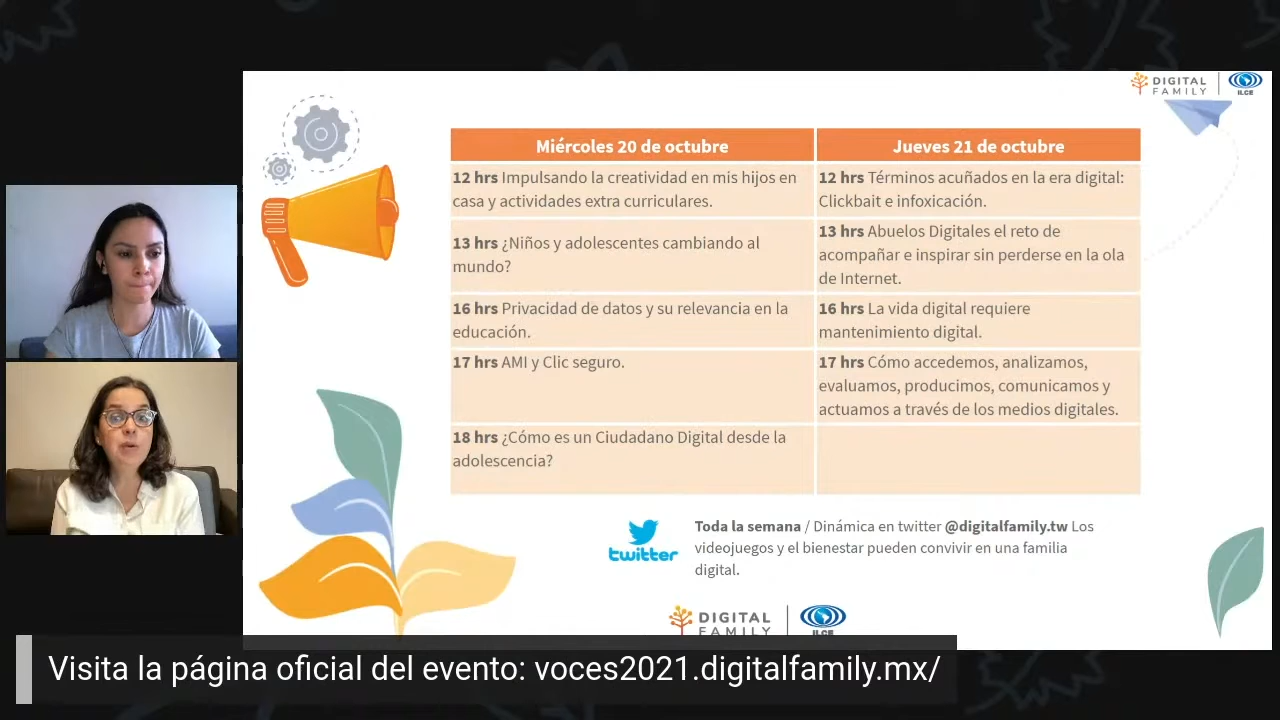 DIGITAL
FAMILY
ILCE
Miércoles 20 de octubre
Jueves 21 de octubre
12 hrs Impulsando la creatividad en mis hijos en
casa y actividades extra curriculares.
12 hrs Términos acuñados en la era digital:
Clickbait e infoxicación.
13 hrs ¿Niños y adolescentes cambiando al
mundo?
13 hrs Abuelos Digitales el reto de
acompañar e inspirar sin perderse en la ola
de Internet.
16 hrs Privacidad de datos y su relevancia en la
educación.
16 hrs La vida digital requiere
mantenimiento digital.
17 hrs AMI y Clic seguro.
17 hrs Cómo accedemos, analizamos,
evaluamos, producimos, comunicamos y
actuamos a través de los medios digitales.
18 hrs ¿Cómo es un Ciudadano Digital desde la
adolescencia?
twitter
Toda la semana / Dinámica en twitter @digitalfamily.tw Los
videojuegos y el bienestar pueden convivir en una familia
digital.
DIGITAL
FAMILY
ILCE
Visita la página oficial del evento: voces2021.digitalfamily.mx/